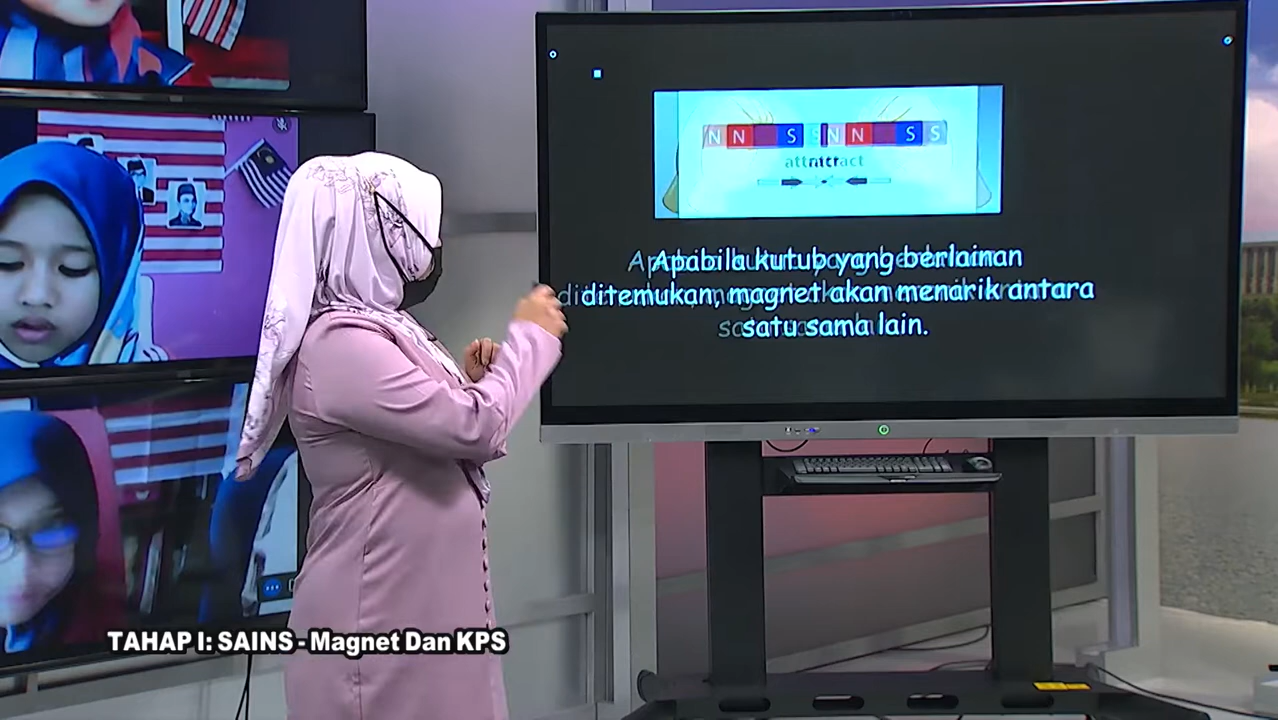 N N S N N S S
attract
Apabila kutub yang berlainan
ditemukan, magnet akan menarik antara
satu sama lain.
TAHAP I: SAINS - Magnet Dan KPS